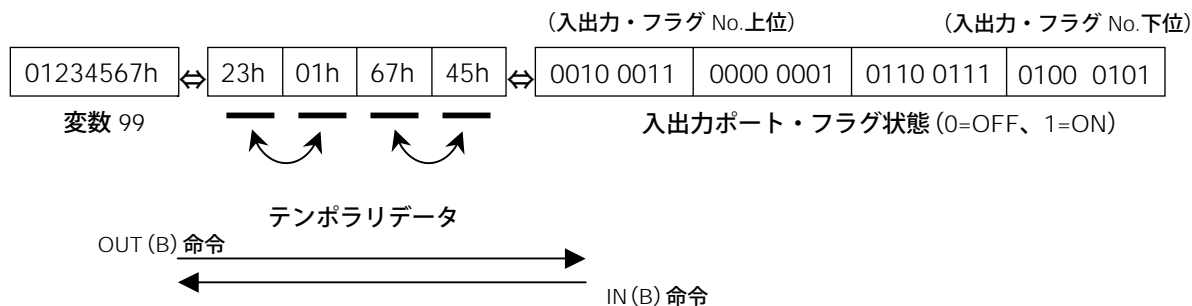 （入出力・フラグ No.上位） （入出力・フラグ No.下位）
01234567h ⇔ 23h 01h 67h 45h ⇔ 0010 0011 0000 0001 0110 0111 0100 0101
変数 99 入出力ポート・フラグ状態（0=OFF、1=ON）
テンポラリデータ
OUT（B）命令
IN（B）命令